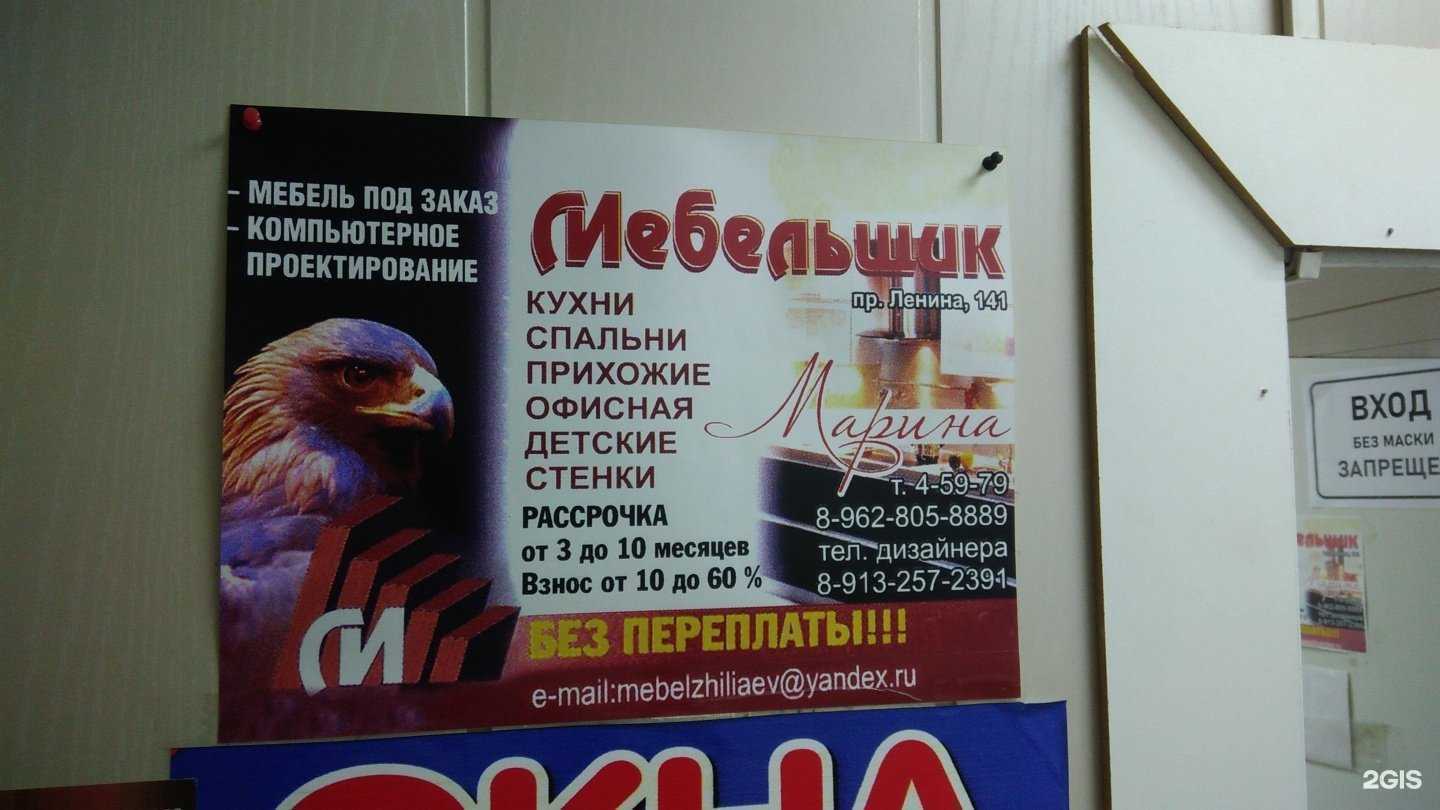 - МЕБЕЛЬ ПОД ЗАКАЗ
- КОМПЬЮТЕРНОЕ
ПРОЕКТИРОВАНИЕ
Мебельщик
пр. Ленина, 141
КУХНИ
СПАЛЬНИ
ПРИХОЖИЕ
ОФИСНАЯ
ДЕТСКИЕ
СТЕНКИ
Марина
т. 4-59-79
8-962-805-8889
тел. дизайнера
8-913-257-2391
РАССРОЧКА
от 3 до 10 месяцев
Взнос от 10 до 60 %
СИ
БЕЗ ПЕРЕПЛАТЫ!!!
e-mail:mebelzhiliaev@yandex.ru
ОКНА
ВХОД
БЕЗ МАСКИ
ЗАПРЕЩЕ
2GIS